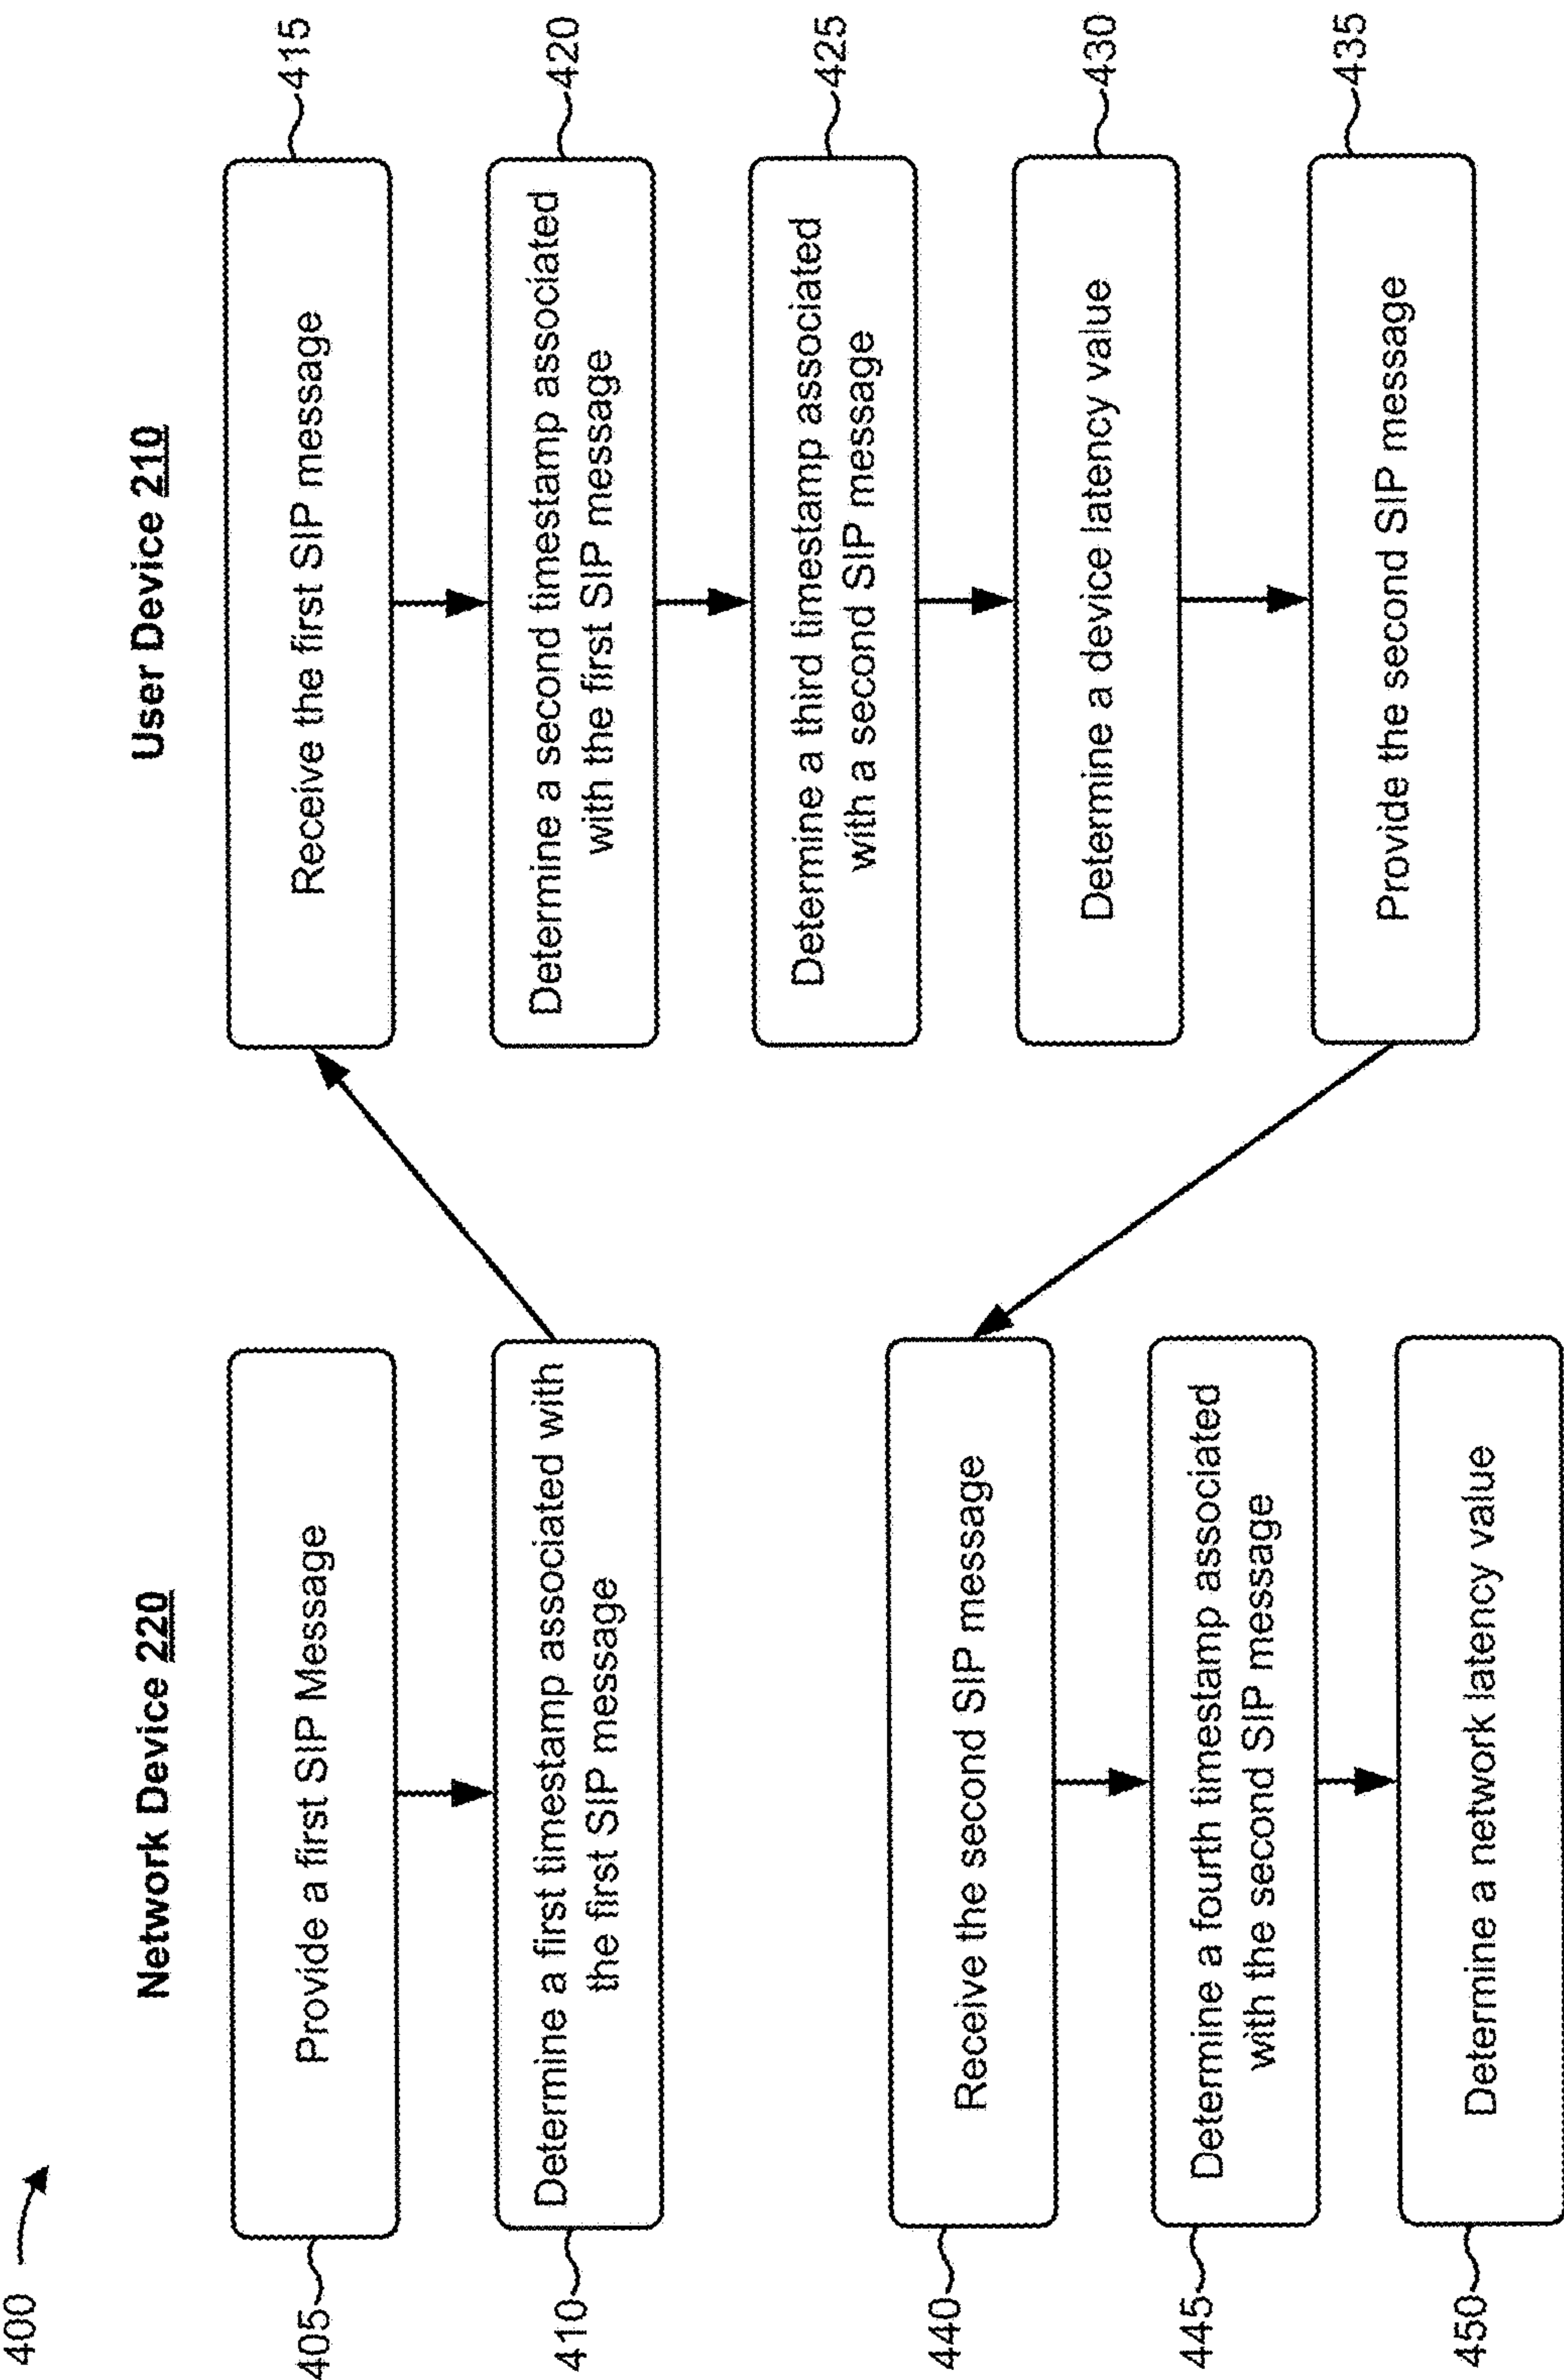 400
Network Device 220
User Device 210
405
Provide a first SIP Message
410
Determine a first timestamp associated with
the first SIP message
Receive the first SIP message
415
Determine a second timestamp associated
with the first SIP message
420
Determine a third timestamp associated
with a second SIP message
425
Determine a device latency value
430
Provide the second SIP message
435
440
Receive the second SIP message
445
Determine a fourth timestamp associated
with the second SIP message
450
Determine a network latency value